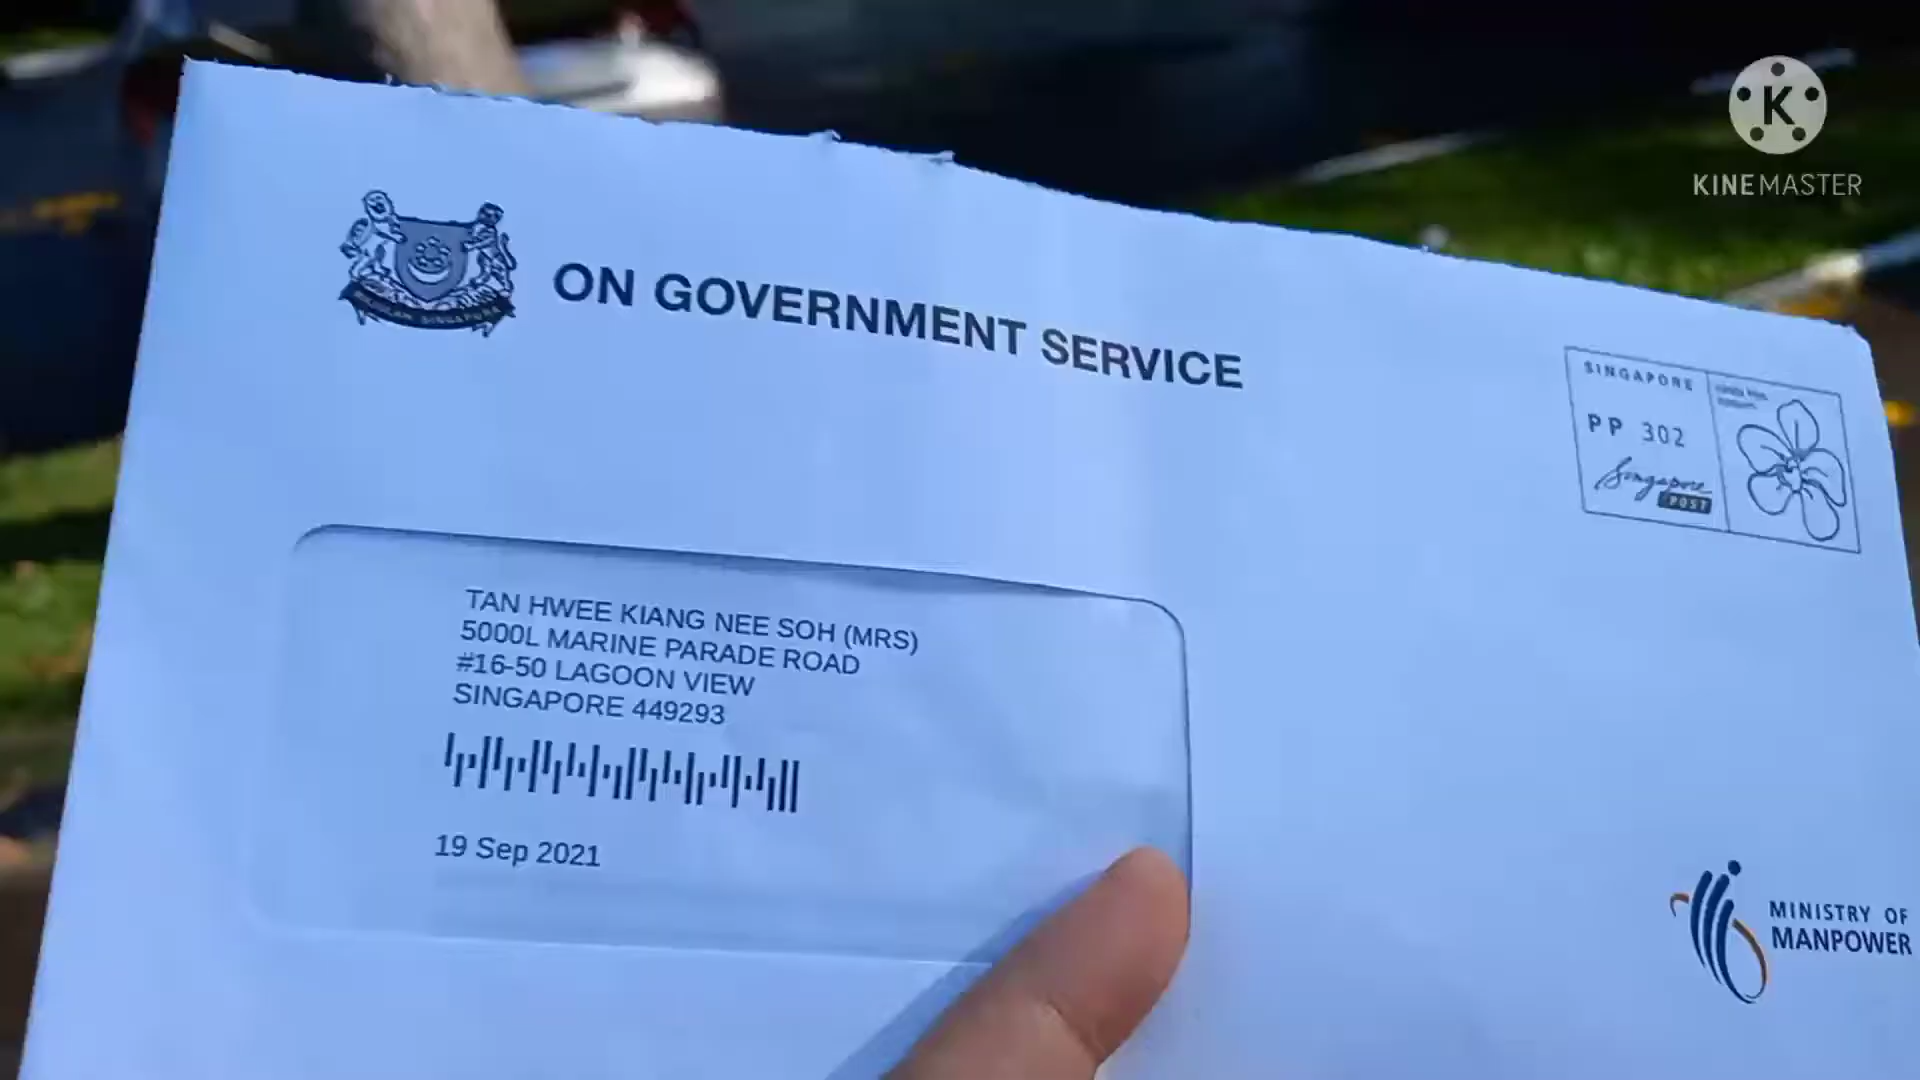 ON GOVERNMENT SERVICE
SINGAPORE
PP 302
Singapore
POST
TAN HWEE KIANG NEE SOH (MRS)
5000L MARINE PARADE ROAD
#16-50 LAGOON VIEW
SINGAPORE 449293
19 Sep 2021
MINISTRY OF
MANPOWER
K
KINEMASTER